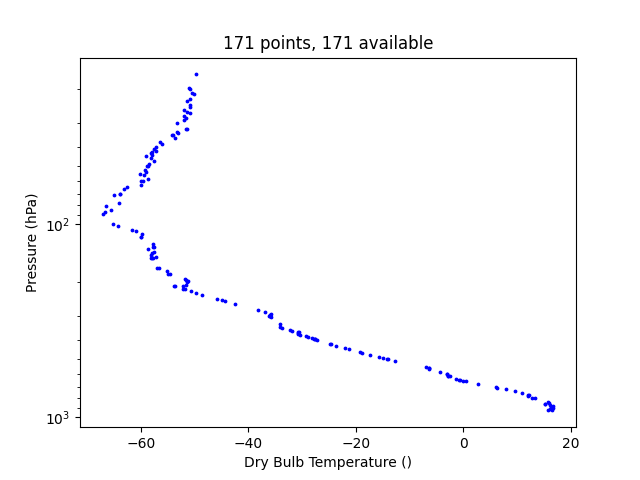 171 points, 171 available
Pressure (hPa)
10²
10³
−60
−40
−20
0
20
Dry Bulb Temperature ()